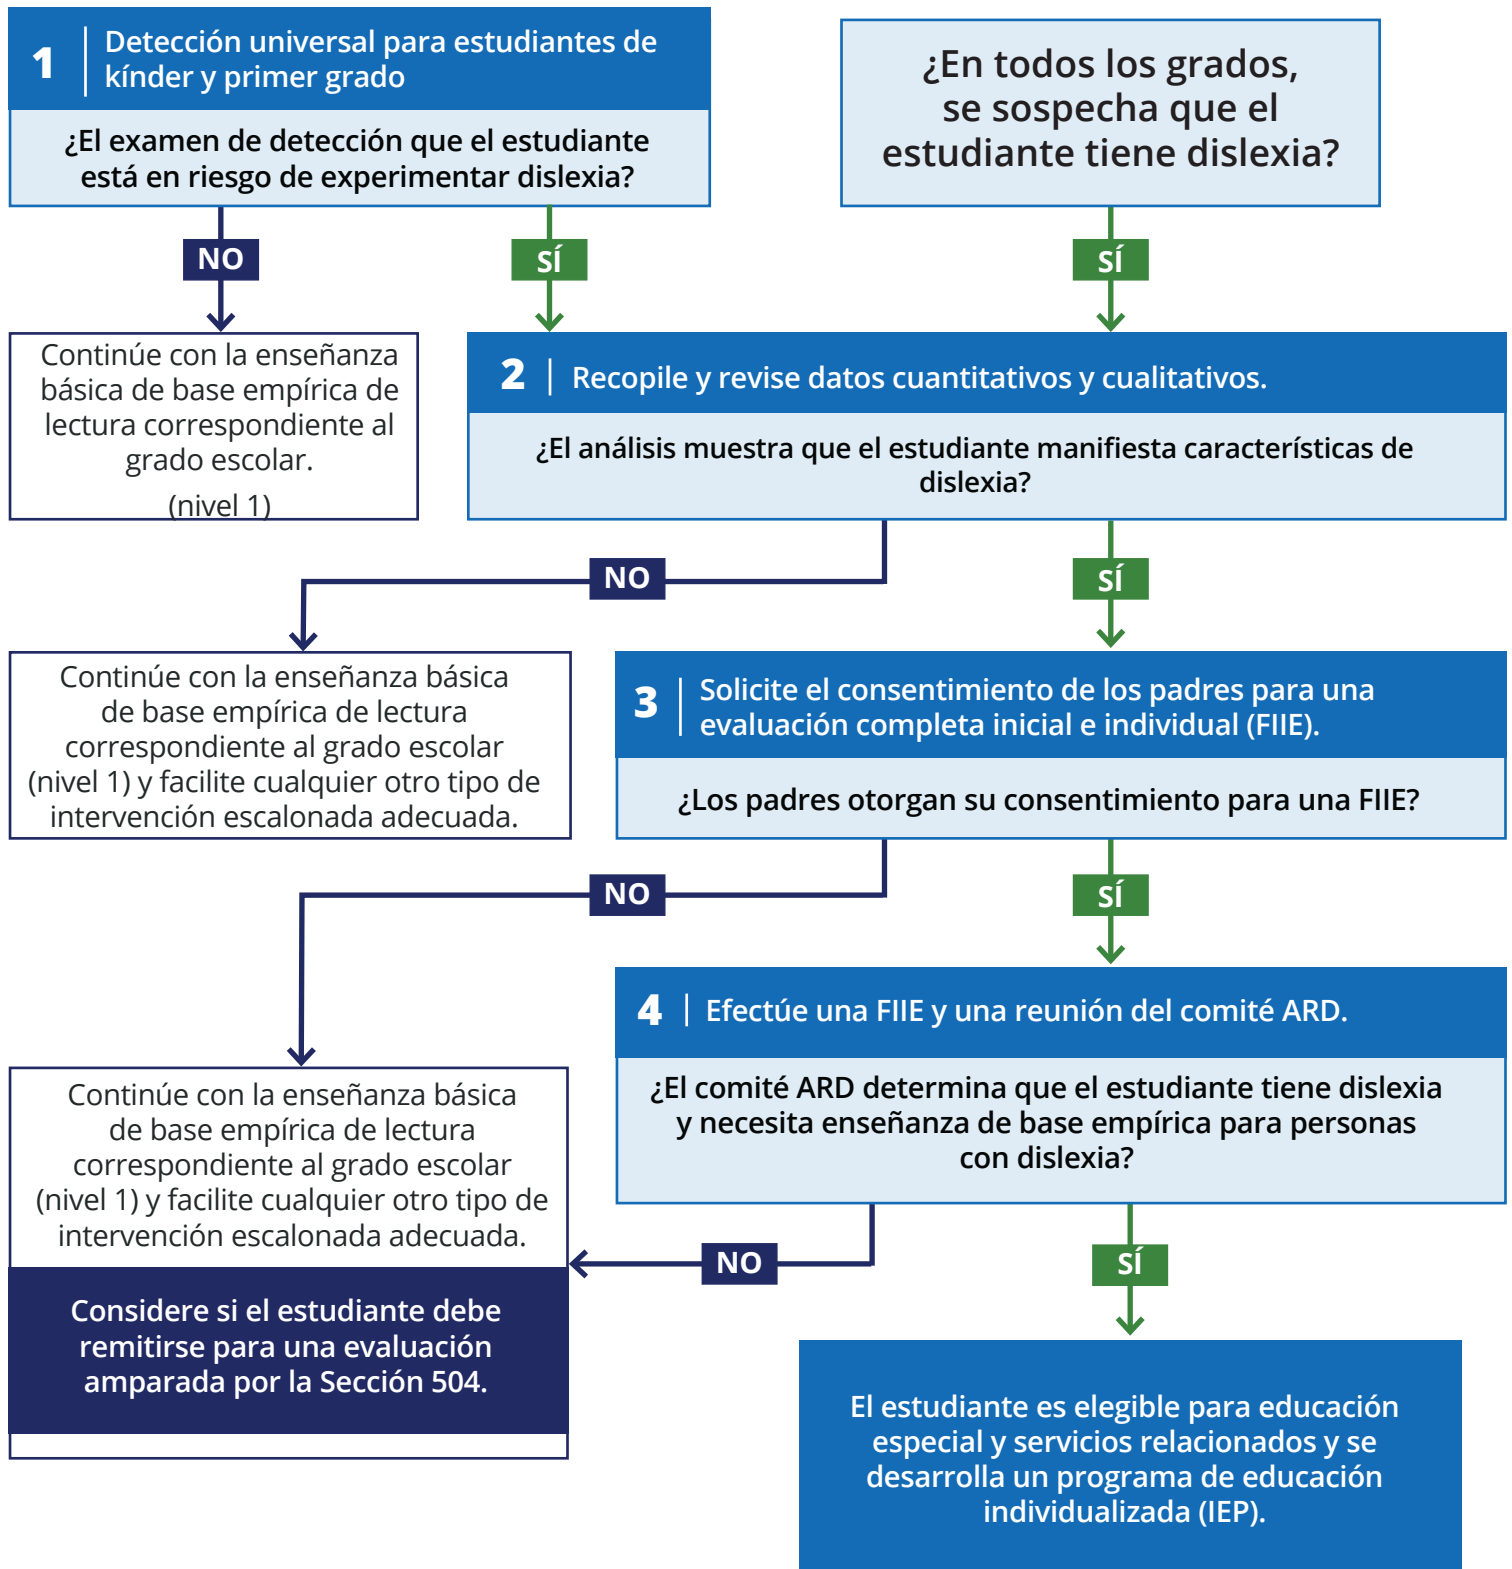 1
Detección universal para estudiantes de
kínder y primer grado
¿El examen de detección que el estudiante
está en riesgo de experimentar dislexia?
¿En todos los grados,
se sospecha que el
estudiante tiene dislexia?
NO
SÍ
SÍ
Continúe con la enseñanza
básica de base empírica de
lectura correspondiente al
grado escolar.
(nivel 1)
2
Recopile y revise datos cuantitativos y cualitativos.
¿El análisis muestra que el estudiante manifiesta características de
dislexia?
NO
SÍ
Continúe con la enseñanza básica
de base empírica de lectura
correspondiente al grado escolar
(nivel 1) y facilite cualquier otro tipo de
intervención escalonada adecuada.
3
Solicite el consentimiento de los padres para una
evaluación completa inicial e individual (FIIE).
¿Los padres otorgan su consentimiento para una FIIE?
NO
SÍ
4
Efectúe una FIIE y una reunión del comité ARD.
¿El comité ARD determina que el estudiante tiene dislexia
y necesita enseñanza de base empírica para personas
con dislexia?
Continúe con la enseñanza básica
de base empírica de lectura
correspondiente al grado escolar
(nivel 1) y facilite cualquier otro tipo de
intervención escalonada adecuada.
NO
SÍ
Considere si el estudiante debe
remitirse para una evaluación
amparada por la Sección 504.
El estudiante es elegible para educación
especial y servicios relacionados y se
desarrolla un programa de educación
individualizada (IEP).